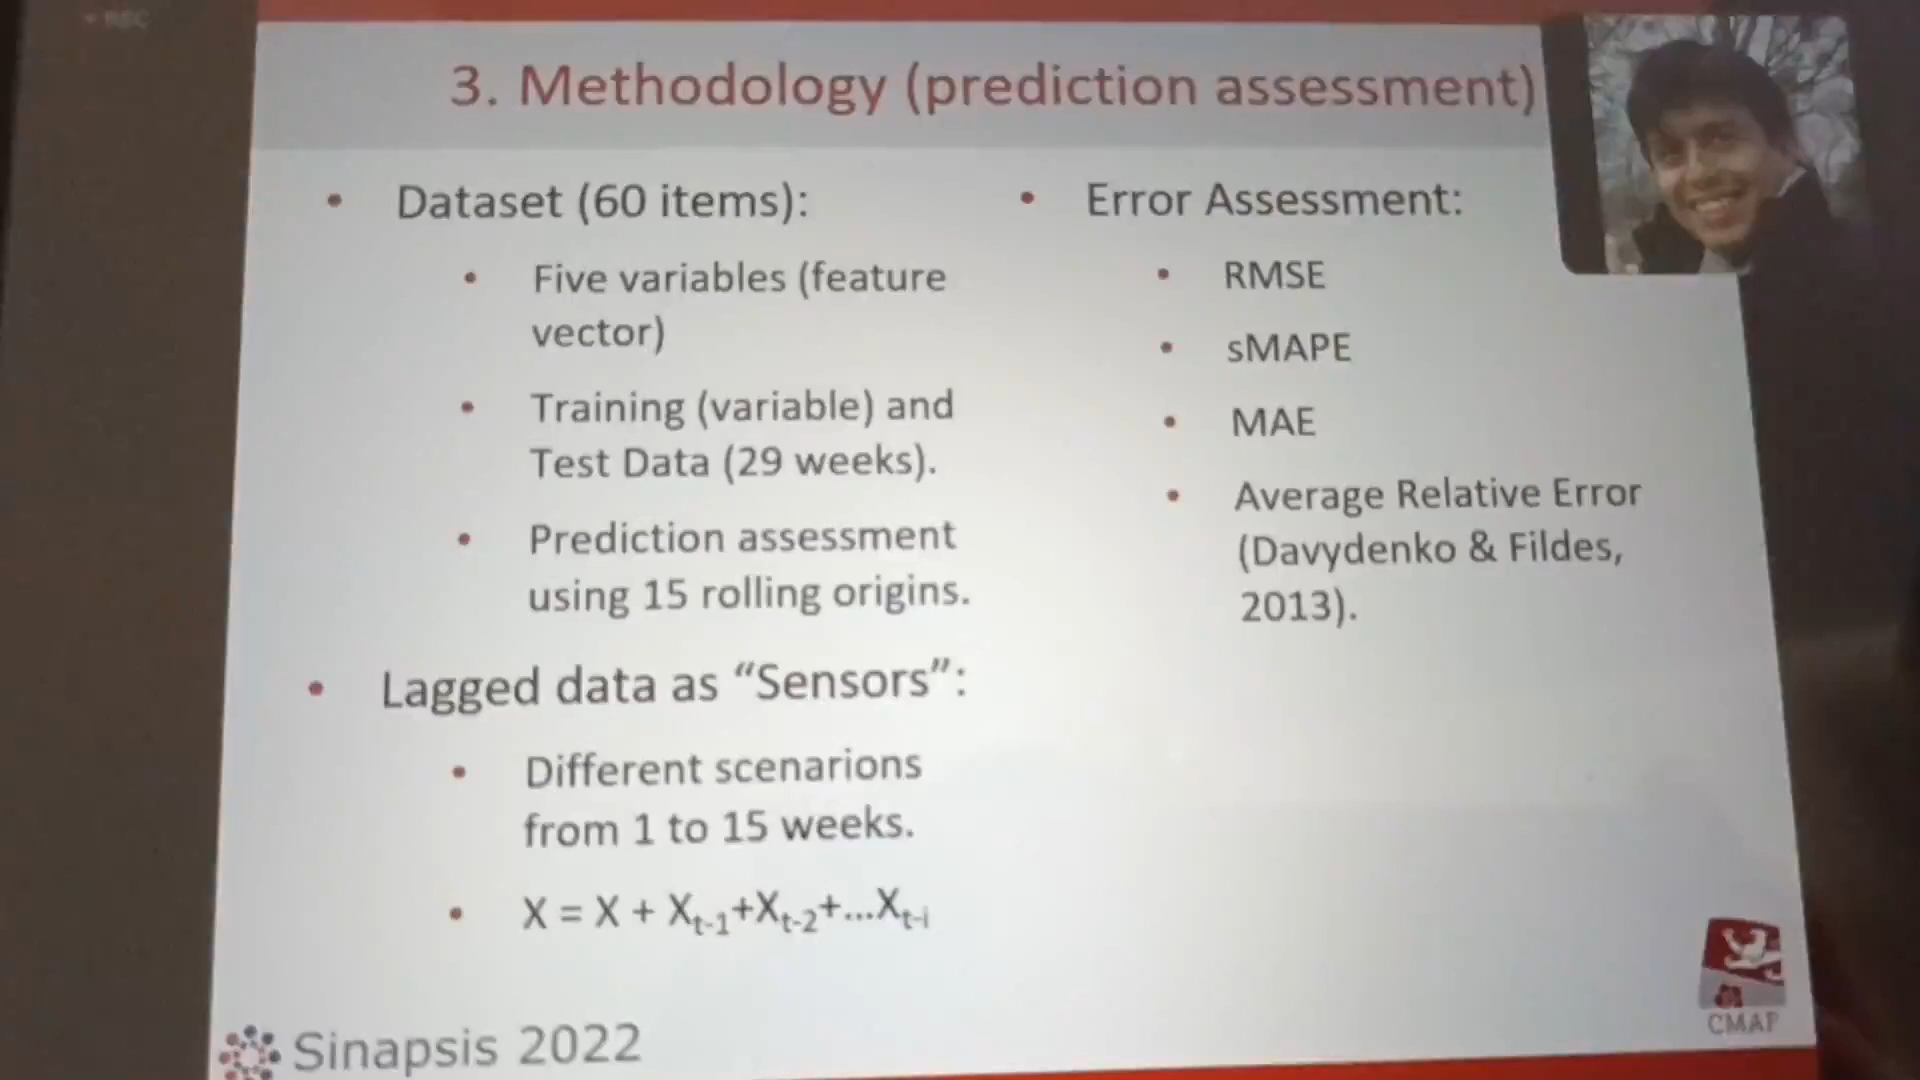 REC
3. Methodology (prediction assessment)
• Dataset (60 items):
• Five variables (feature
vector)
• Training (variable) and
Test Data (29 weeks).
• Prediction assessment
using 15 rolling origins.
• Lagged data as “Sensors”:
• Different scenarions
from 1 to 15 weeks.
• X = X + Xt-1+Xt-2+...Xt-i
• Error Assessment:
• RMSE
• sMAPE
• MAE
• Average Relative Error
(Davydenko & Fildes,
2013).
Sinapsis 2022
CMAP